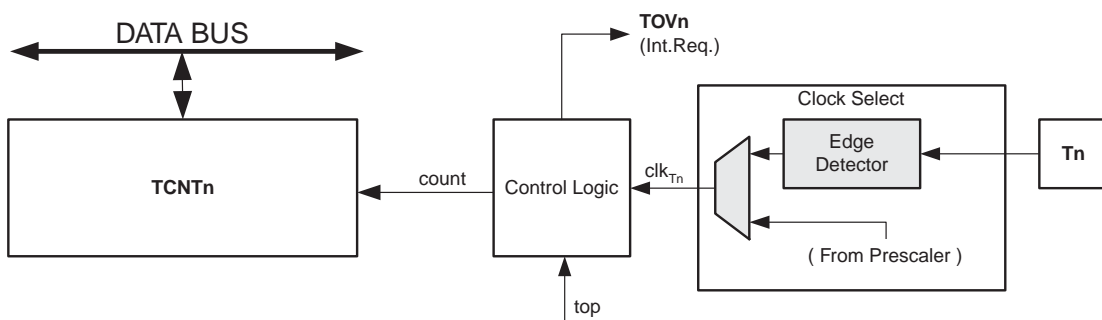 DATA BUS
TOVn
(Int.Req.)
Clock Select
TCNTn
count
Control Logic
clkTn
Edge
Detector
Tn
( From Prescaler )
top